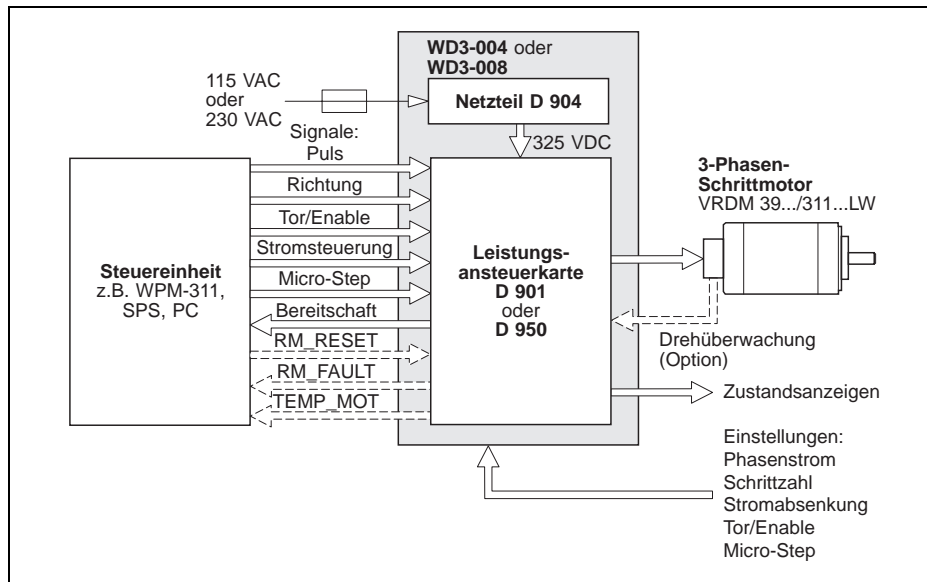 WD3-004 oder
WD3-008
115 VAC
oder
230 VAC
Netzteil D 904
325 VDC
Signale:
Puls
Richtung
Tor/Enable
Stromsteuerung
Micro-Step
Bereitschaft
RM_RESET
RM_FAULT
TEMP_MOT
Steuereinheit
z.B. WPM-311,
SPS, PC
Leistungs-
ansteuerkarte
D 901
oder
D 950
3-Phasen-
Schrittmotor
VRDM 39.../311...LW
Drehüberwachung
(Option)
Zustandsanzeigen
Einstellungen:
Phasenstrom
Schrittzahl
Stromabsenkung
Tor/Enable
Micro-Step